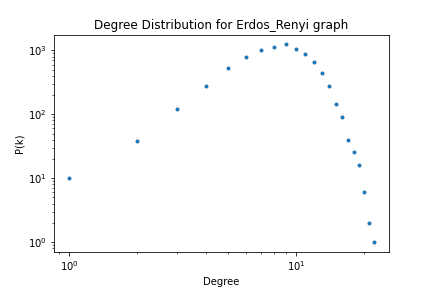 Degree Distribution for Erdos_Renyi graph
P(k)
10³
10²
10¹
10⁰
10⁰ 10¹
Degree